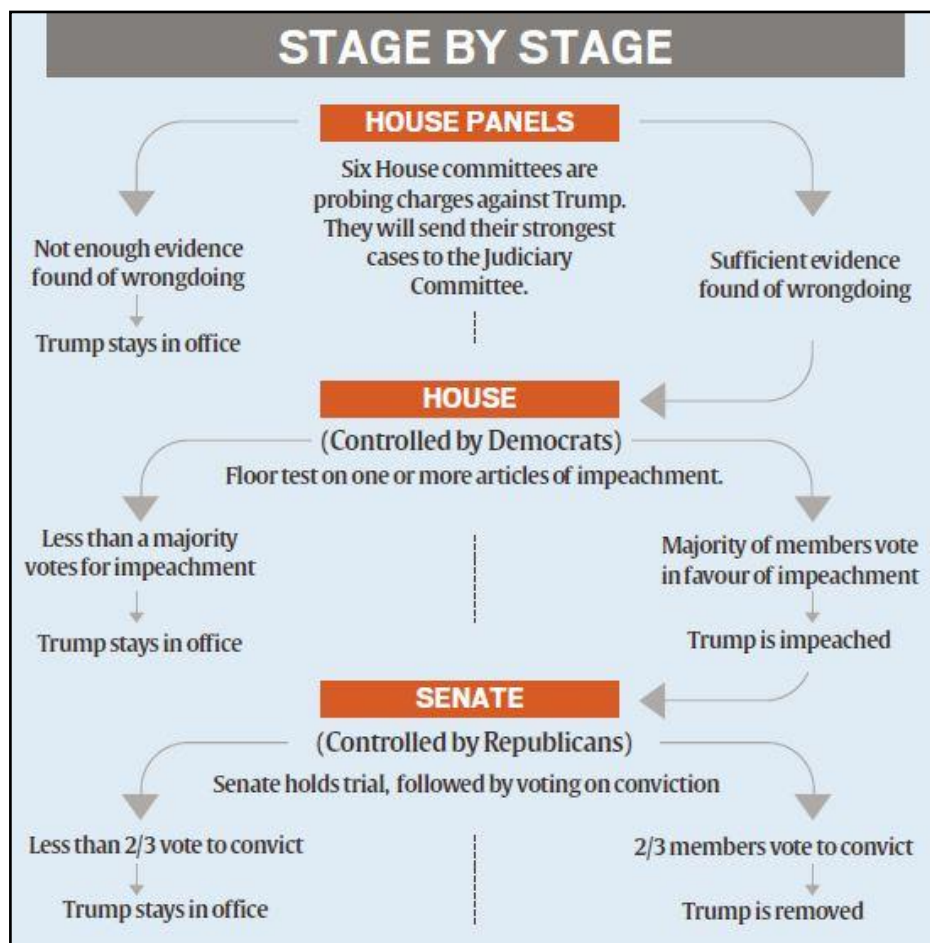 STAGE BY STAGE
HOUSE PANELS
Six House committees are
probing charges against Trump.
They will send their strongest
cases to the Judiciary
Committee.
Not enough evidence
found of wrongdoing
Trump stays in office
Sufficient evidence
found of wrongdoing
HOUSE
(Controlled by Democrats)
Floor test on one or more articles of impeachment.
Less than a majority
votes for impeachment
Trump stays in office
Majority of members vote
in favour of impeachment
Trump is impeached
SENATE
(Controlled by Republicans)
Senate holds trial, followed by voting on conviction
Less than 2/3 vote to convict
Trump stays in office
2/3 members vote to convict
Trump is removed